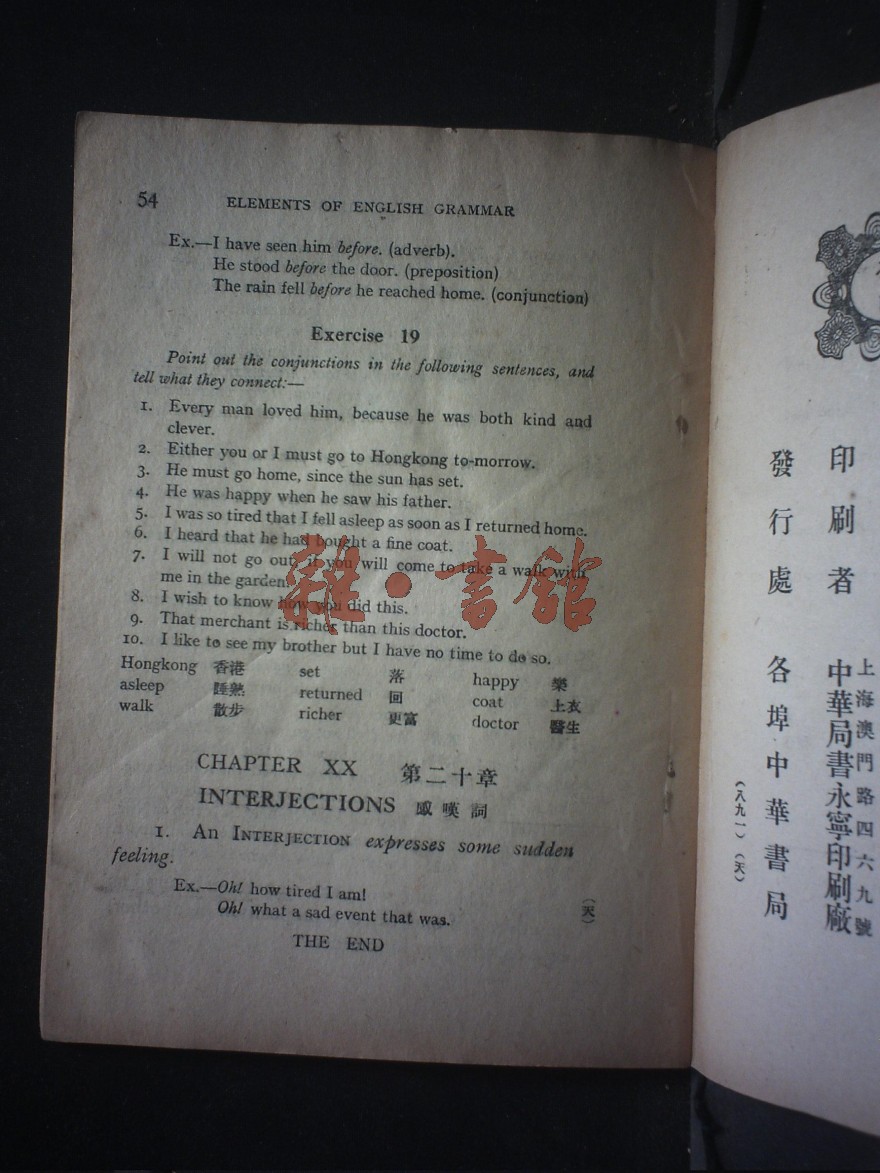 54 ELEMENTS OF ENGLISH GRAMMAR
Ex.—I have seen him before. (adverb).
He stood before the door. (preposition)
The rain fell before he reached home. (conjunction)
Exercise 19
Point out the conjunctions in the following sentences, and
tell what they connect:—
1. Every man loved him, because he was both kind and
clever.
2. Either you or I must go to Hongkong to-morrow.
3. He must go home, since the sun has set.
4. He was happy when he saw his father.
5. I was so tired that I fell asleep as soon as I returned home.
6. I heard that he had bought a fine coat.
7. I will not go out, if you will come to take a walk with
me in the garden.
8. I wish to know how you did this.
9. That merchant is richer than this doctor.
10. I like to see my brother but I have no time to do so.
Hongkong 香港 set 落 happy 樂
asleep 睡熟 returned 回 coat 上衣
walk 散步 richer 更富 doctor 醫生
CHAPTER XX 第二十章
INTERJECTIONS 感嘆詞
1. An INTERJECTION expresses some sudden
feeling.
Ex.—Oh! how tired I am!
Oh! what a sad event that was.
(天)
THE END
雜·書館
上海澳門路四六九號
印刷者 中華局書永寧印刷廠
發行處 各埠中華書局
(八九一)(天)